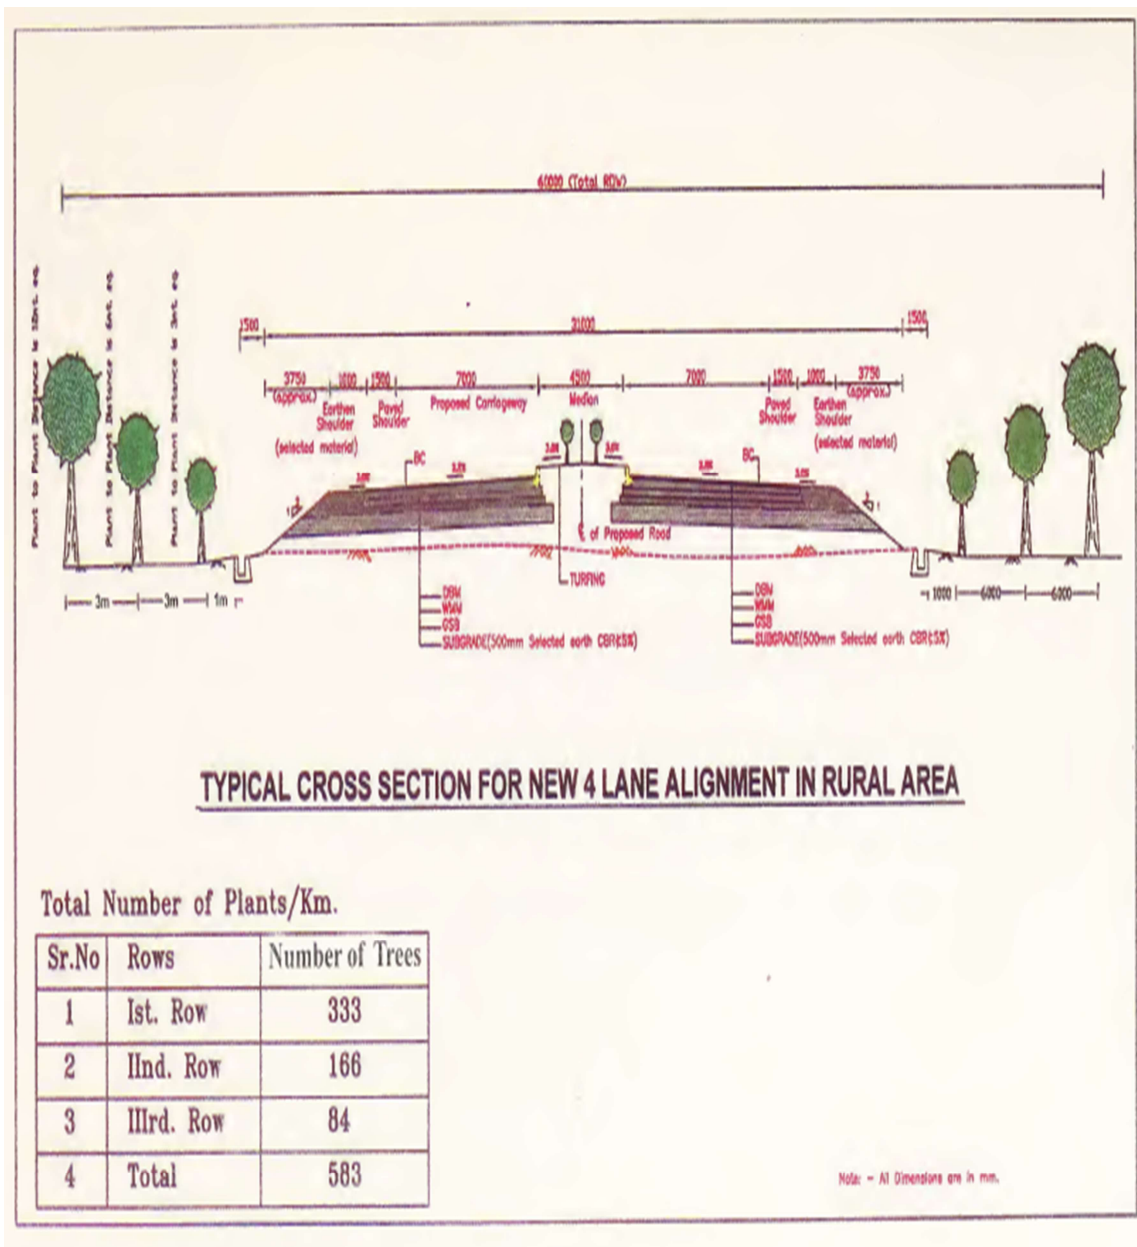 60000 (Total ROW)
Plant to Plant Distance is 12mt. eq.
Plant to Plant Distance is 6mt. eq.
Plant to Plant Distance is 3mt. eq.
1500 31000 1500
3750 1000 1500 7000 4500 7000 1500 1000 3750
(approx.) Earthen Shoulder Paved Shoulder Proposed Carriageway Median Paved Shoulder Earthen Shoulder (approx.)
(selected material) (selected material)
BC BC
℄ of Proposed Road
TURFING
3m 3m 1m 1000 6000 6000
DBM DBM
WMM WMM
GSB GSB
SUBGRADE(500mm Selected earth CBR≮5%) SUBGRADE(500mm Selected earth CBR≮5%)
TYPICAL CROSS SECTION FOR NEW 4 LANE ALIGNMENT IN RURAL AREA
Total Number of Plants/Km.
Sr.No Rows Number of Trees
1 Ist. Row 333
2 IInd. Row 166
3 IIIrd. Row 84
4 Total 583
Note: - All Dimensions are in mm.